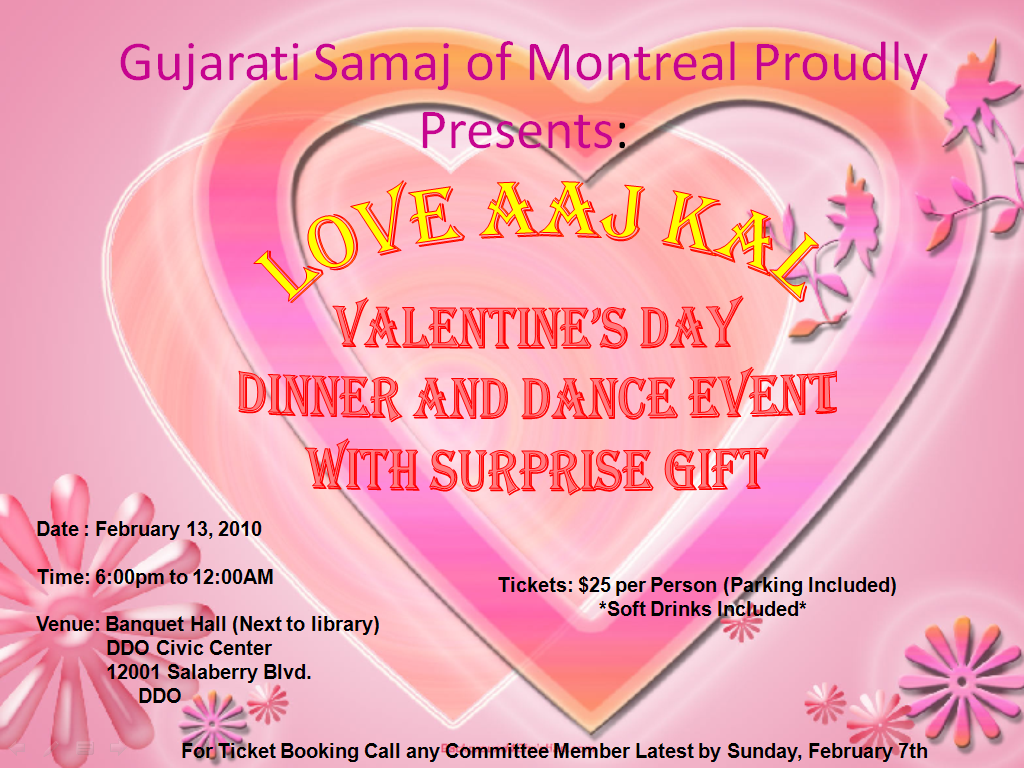 Gujarati Samaj of Montreal Proudly
Presents:
LOVE AAJ KAL
VALENTINE'S DAY
DINNER AND DANCE EVENT
WITH SURPRISE GIFT
Date : February 13, 2010
Time: 6:00pm to 12:00AM
Venue: Banquet Hall (Next to library)
DDO Civic Center
12001 Salaberry Blvd.
DDO
Tickets: $25 per Person (Parking Included)
*Soft Drinks Included*
For Ticket Booking Call any Committee Member Latest by Sunday, February 7th